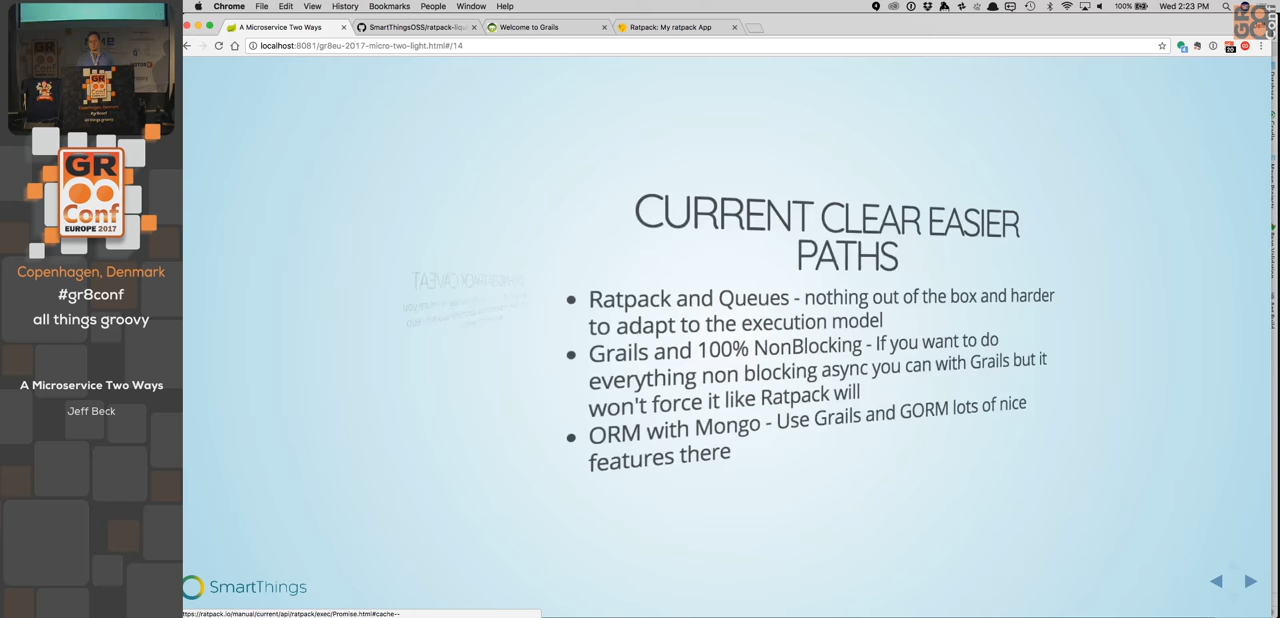 Chrome File Edit View History Bookmarks People Window Help
100% Wed 2:23 PM
A Microservice Two Ways
SmartThingsOSS/ratpack-liqu
Welcome to Grails
Ratpack: My ratpack App
localhost:8081/gr8eu-2017-micro-two-light.html#/14
GR
Conf
EUROPE 2017
Copenhagen, Denmark
#gr8conf
all things groovy
A Microservice Two Ways
Jeff Beck
CURRENT CLEAR EASIER
PATHS
• Ratpack and Queues - nothing out of the box and harder
to adapt to the execution model
• Grails and 100% NonBlocking - If you want to do
everything non blocking async you can with Grails but it
won't force it like Ratpack will
• ORM with Mongo - Use Grails and GORM lots of nice
features there
SmartThings
ttps://ratpack.io/manual/current/api/ratpack/exec/Promise.html#cache--